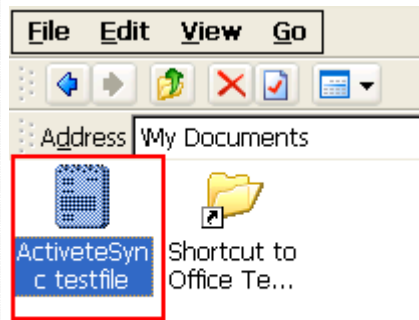 File Edit View Go
Address \My Documents
ActiveteSyn Shortcut to
c testfile Office Te...